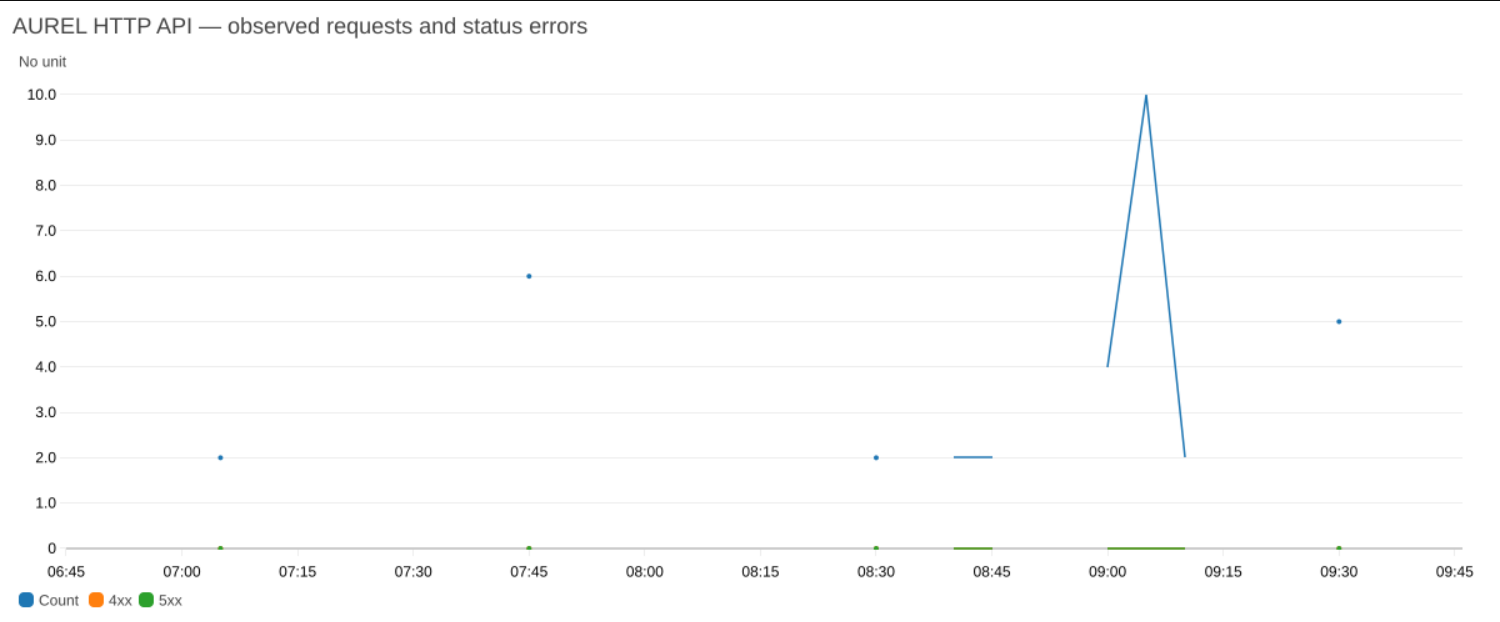 AUREL HTTP API — observed requests and status errors
No unit
10.0
9.0
8.0
7.0
6.0
5.0
4.0
3.0
2.0
1.0
0
06:45 07:00 07:15 07:30 07:45 08:00 08:15 08:30 08:45 09:00 09:15 09:30 09:45
Count 4xx 5xx